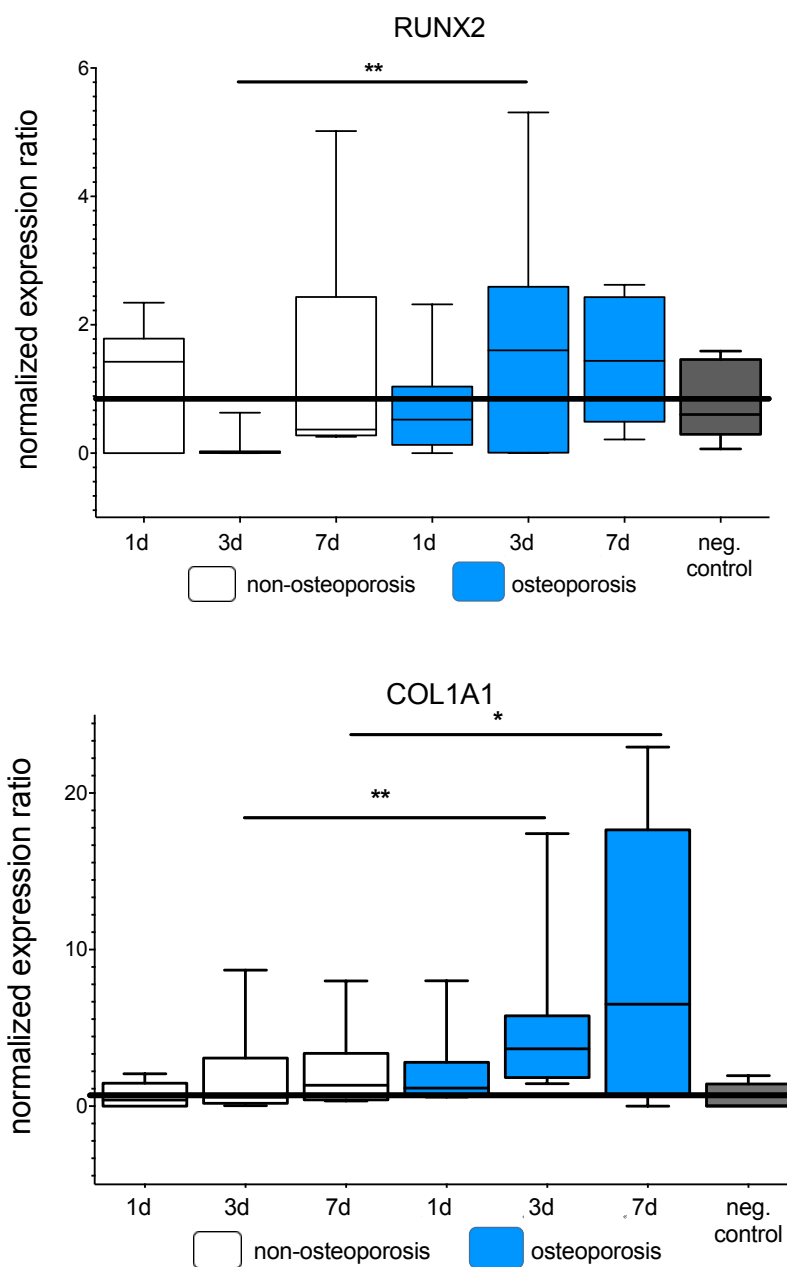 RUNX2
**
6
4
2
0
normalized expression ratio
1d 3d 7d 1d 3d 7d neg. control
non-osteoporosis osteoporosis
COL1A1
*
**
20
10
0
normalized expression ratio
1d 3d 7d 1d 3d 7d neg. control
non-osteoporosis osteoporosis